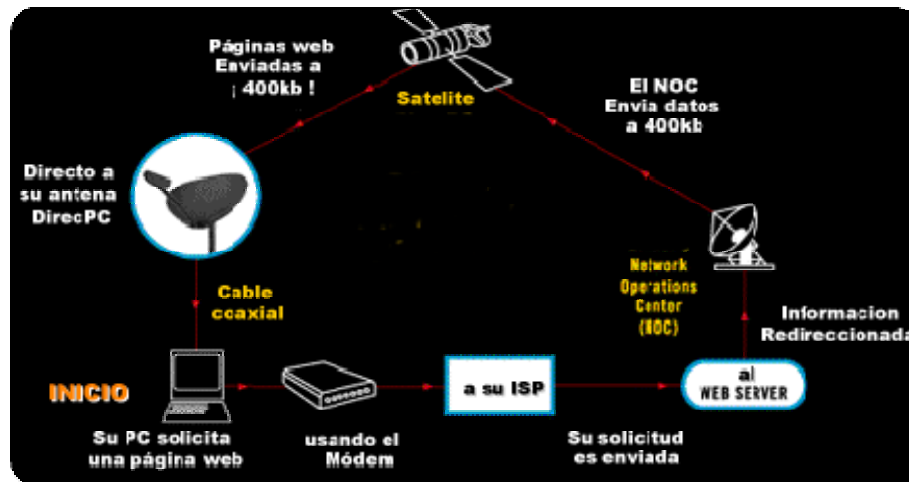 Páginas web
Enviadas a
¡ 400kb !
Satelite
El NOC
Envia datos
a 400kb
Directo a
su antena
DirecPC
Network
Operations
Center
(NOC)
Cable
coaxial
Informacion
Redireccionada
INICIO
a su ISP
al
WEB SERVER
Su PC solicita
una página web
usando el
Módem
Su solicitud
es enviada